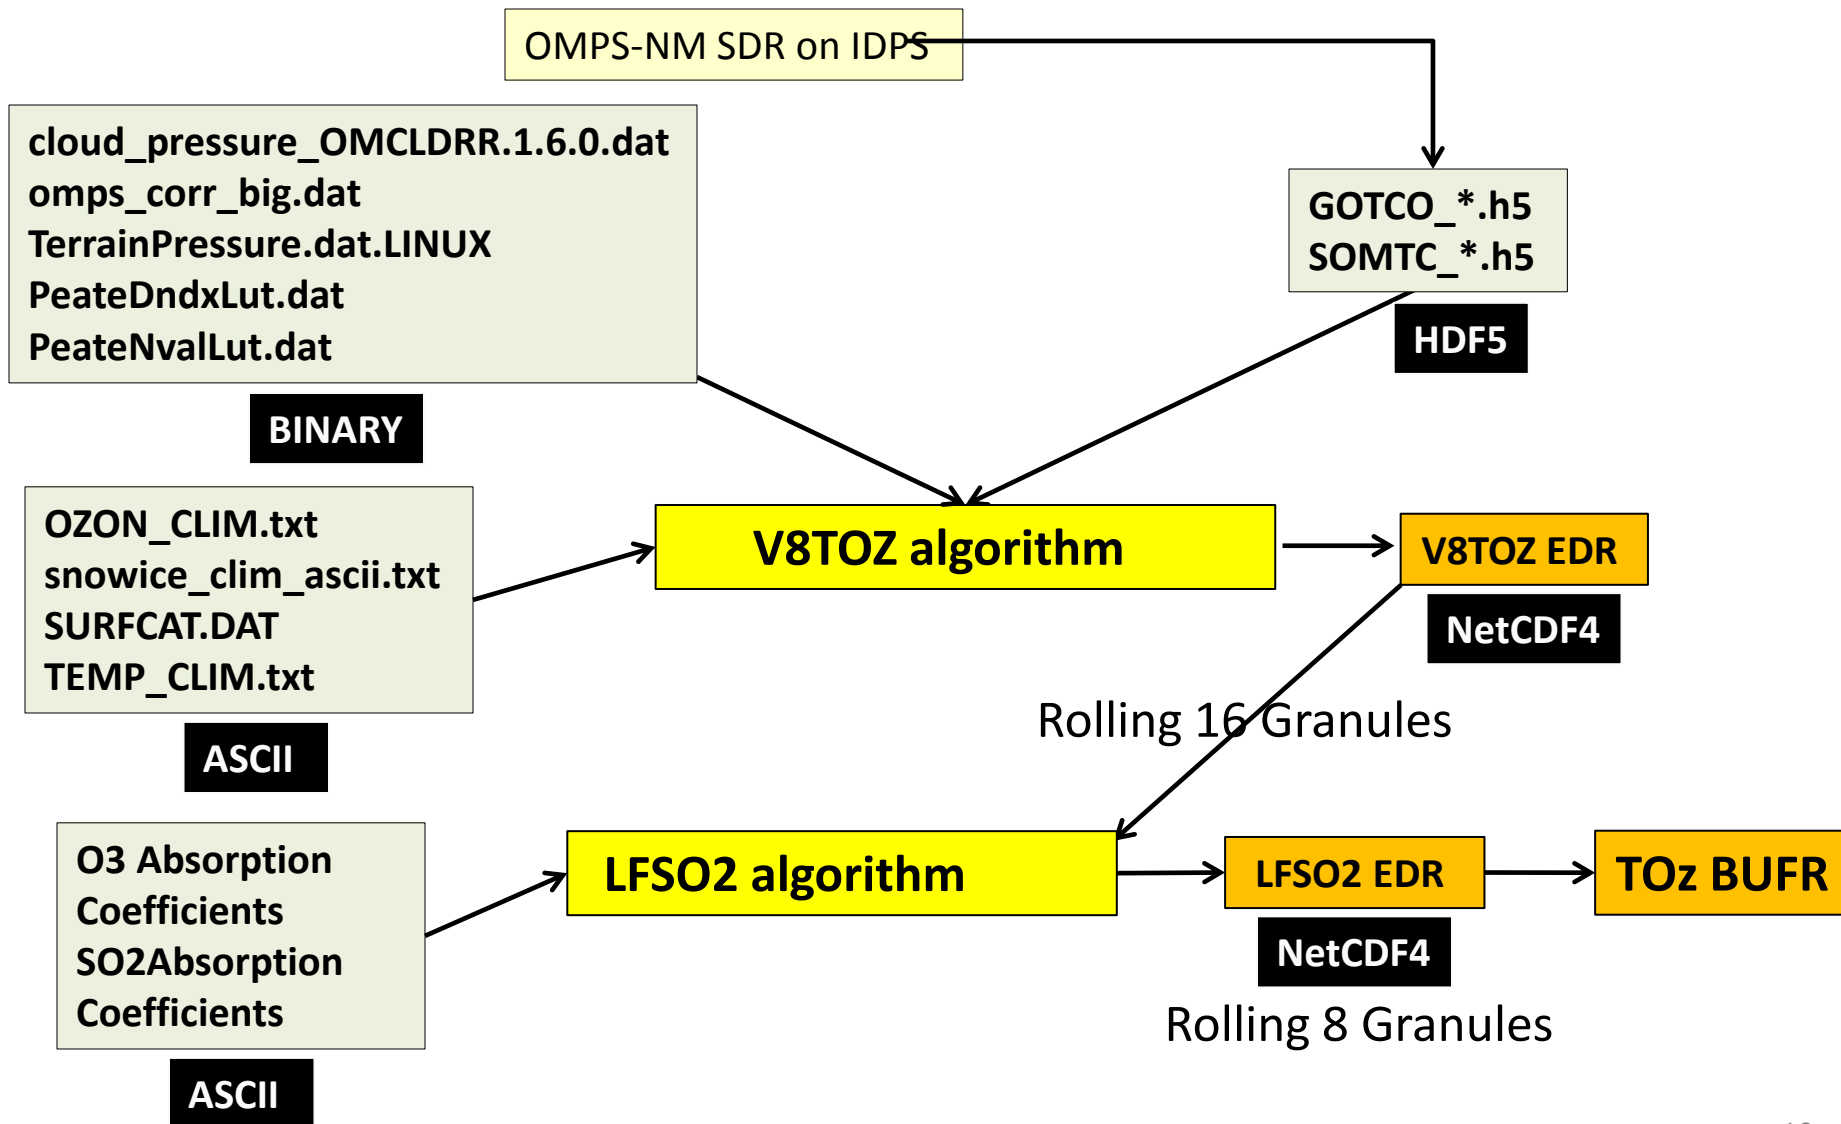 OMPS-NM SDR on IDPS
cloud_pressure_OMCLDRR.1.6.0.dat
omps_corr_big.dat
TerrainPressure.dat.LINUX
PeateDndxLut.dat
PeateNvalLut.dat
BINARY
GOTCO_*.h5
SOMTC_*.h5
HDF5
OZON_CLIM.txt
snowice_clim_ascii.txt
SURFCAT.DAT
TEMP_CLIM.txt
ASCII
V8TOZ algorithm
V8TOZ EDR
NetCDF4
Rolling 16 Granules
O3 Absorption
Coefficients
SO2Absorption
Coefficients
ASCII
LFSO2 algorithm
LFSO2 EDR
NetCDF4
TOz BUFR
Rolling 8 Granules